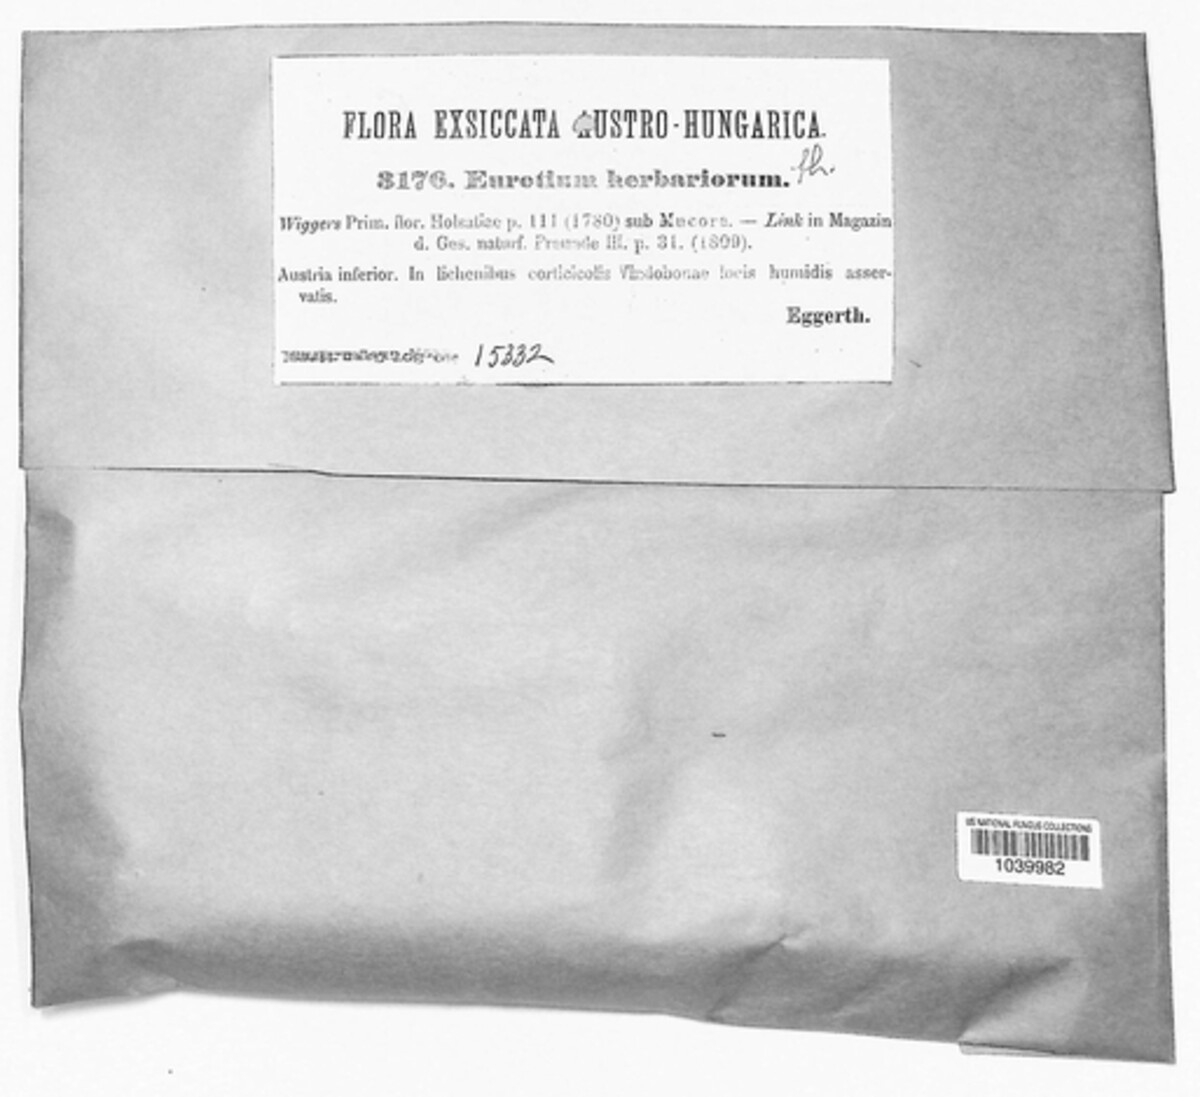 FLORA EXSICCATA AUSTRO-HUNGARICA.
3176. Eurotium herbariorum. fh.
Wiggers Prim. flor. Holsatiae p. 111 (1780) sub Mucore. — Link in Magazin
d. Ges. naturf. Freunde III. p. 31. (1809).
Austria inferior. In lichenibus corticicolis Vindobonae locis humidis asser-
vatis.
Eggerth.
15332
US NATIONAL FUNGUS COLLECTIONS
1039982